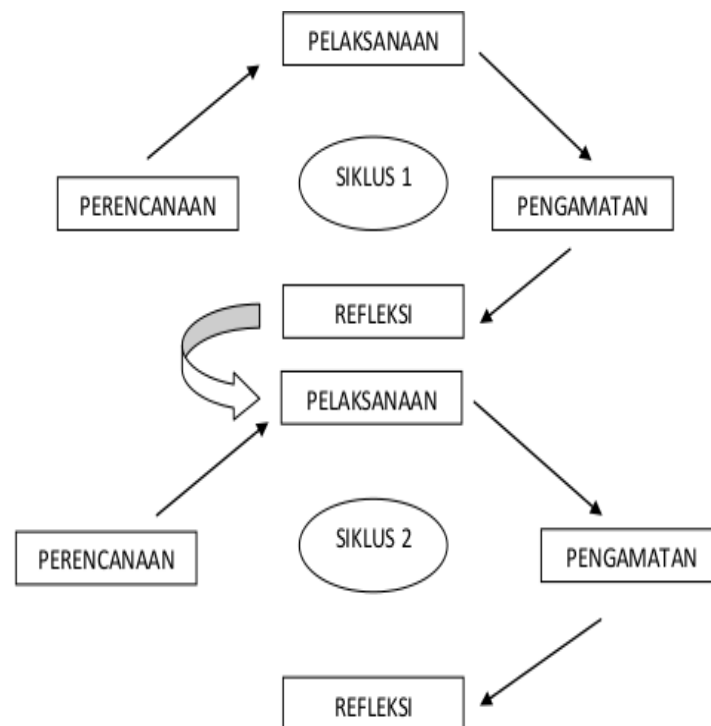 PELAKSANAAN
SIKLUS 1
PERENCANAAN
PENGAMATAN
REFLEKSI
PELAKSANAAN
SIKLUS 2
PERENCANAAN
PENGAMATAN
REFLEKSI